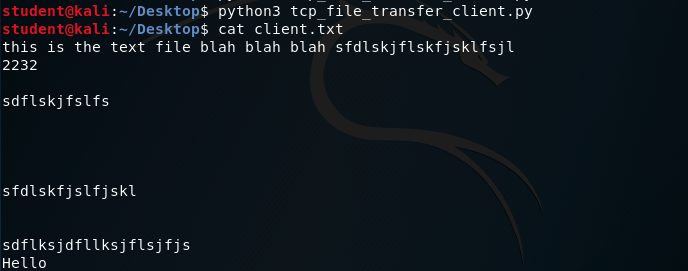 student@kali:~/Desktop$ python3 tcp_file_transfer_client.py
student@kali:~/Desktop$ cat client.txt
this is the text file blah blah blah sfdlskjflskfjsklfsjl
2232
sdflskjfslfs
sfdlskfjslfjskl
sdflksjdfllksjflsjfjs
Hello